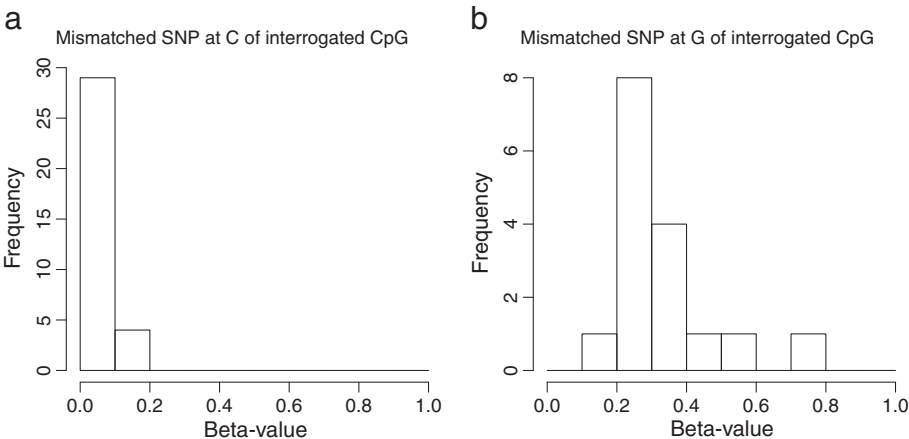 a
Mismatched SNP at C of interrogated CpG
Frequency
30
25
20
15
10
5
0
0.0 0.2 0.4 0.6 0.8 1.0
Beta-value
b
Mismatched SNP at G of interrogated CpG
Frequency
8
6
4
2
0
0.0 0.2 0.4 0.6 0.8 1.0
Beta-value